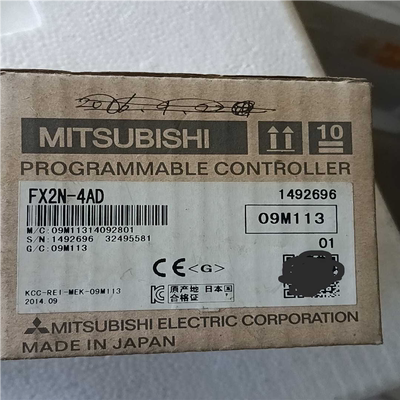 MITSUBISHI
10
PROGRAMMABLE CONTROLLER
FX2N-4AD
1492696
M/C: 09M11314092801
S/N: 1492696 32495581
G/C: 09M113
09M113
01
CE <G>
KCC-REI-MEK-09M113
2014.09
原产地 日本
合格证
MITSUBISHI ELECTRIC CORPORATION
MADE IN JAPAN